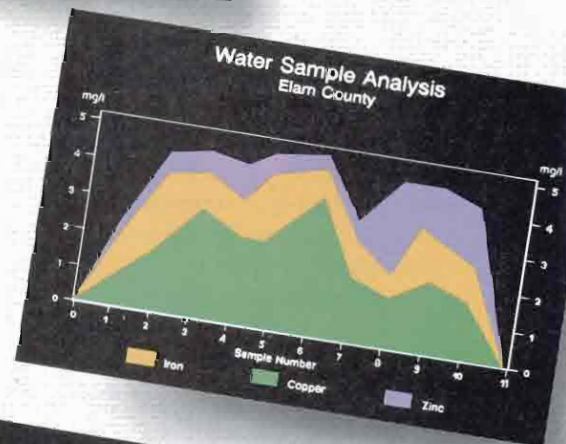 Water Sample Analysis
Elam County
mg/l
mg/l
5
4
3
2
1
0
5
4
3
2
1
0
0 1 2 3 4 5 6 7 8 9 10 11
Sample Number
Iron
Copper
Zinc